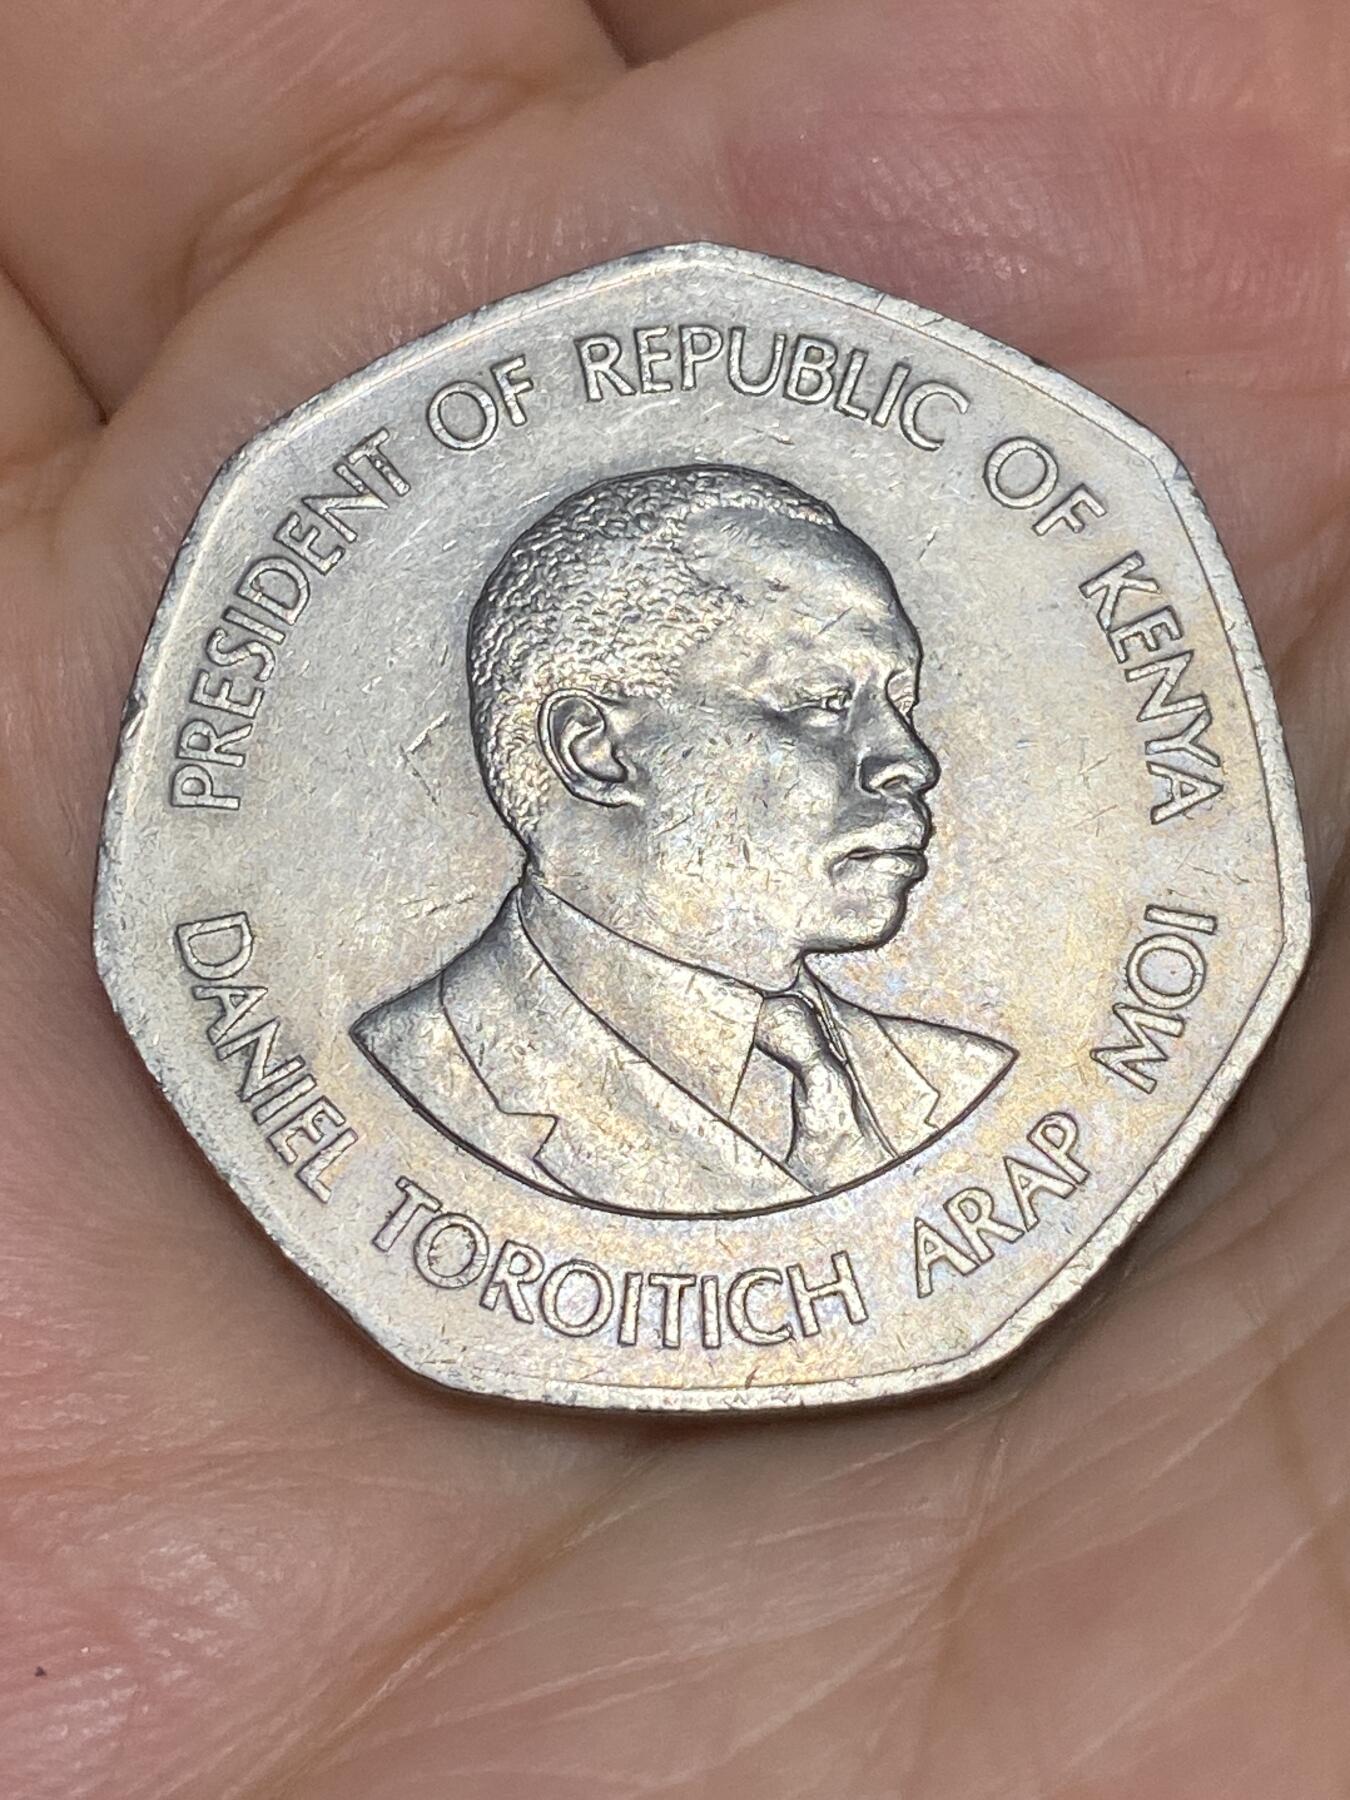 PRESIDENT OF REPUBLIC OF KENYA
DANIEL TOROITICH ARAP MOI